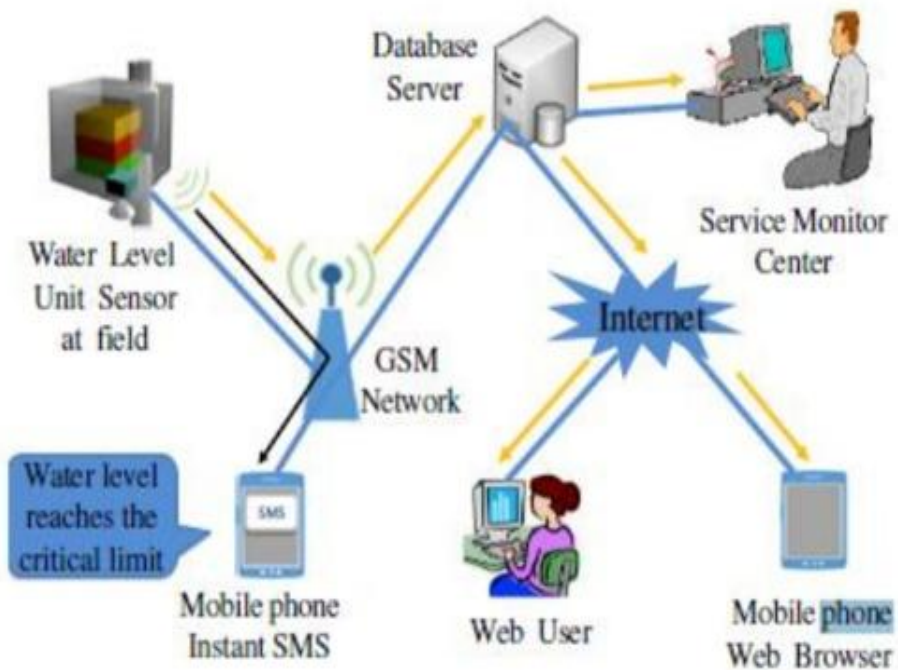 Database
Server
Water Level
Unit Sensor
at field
Service Monitor
Center
Internet
GSM
Network
Water level
reaches the
critical limit
SMS
Mobile phone
Instant SMS
Web User
Mobile phone
Web Browser